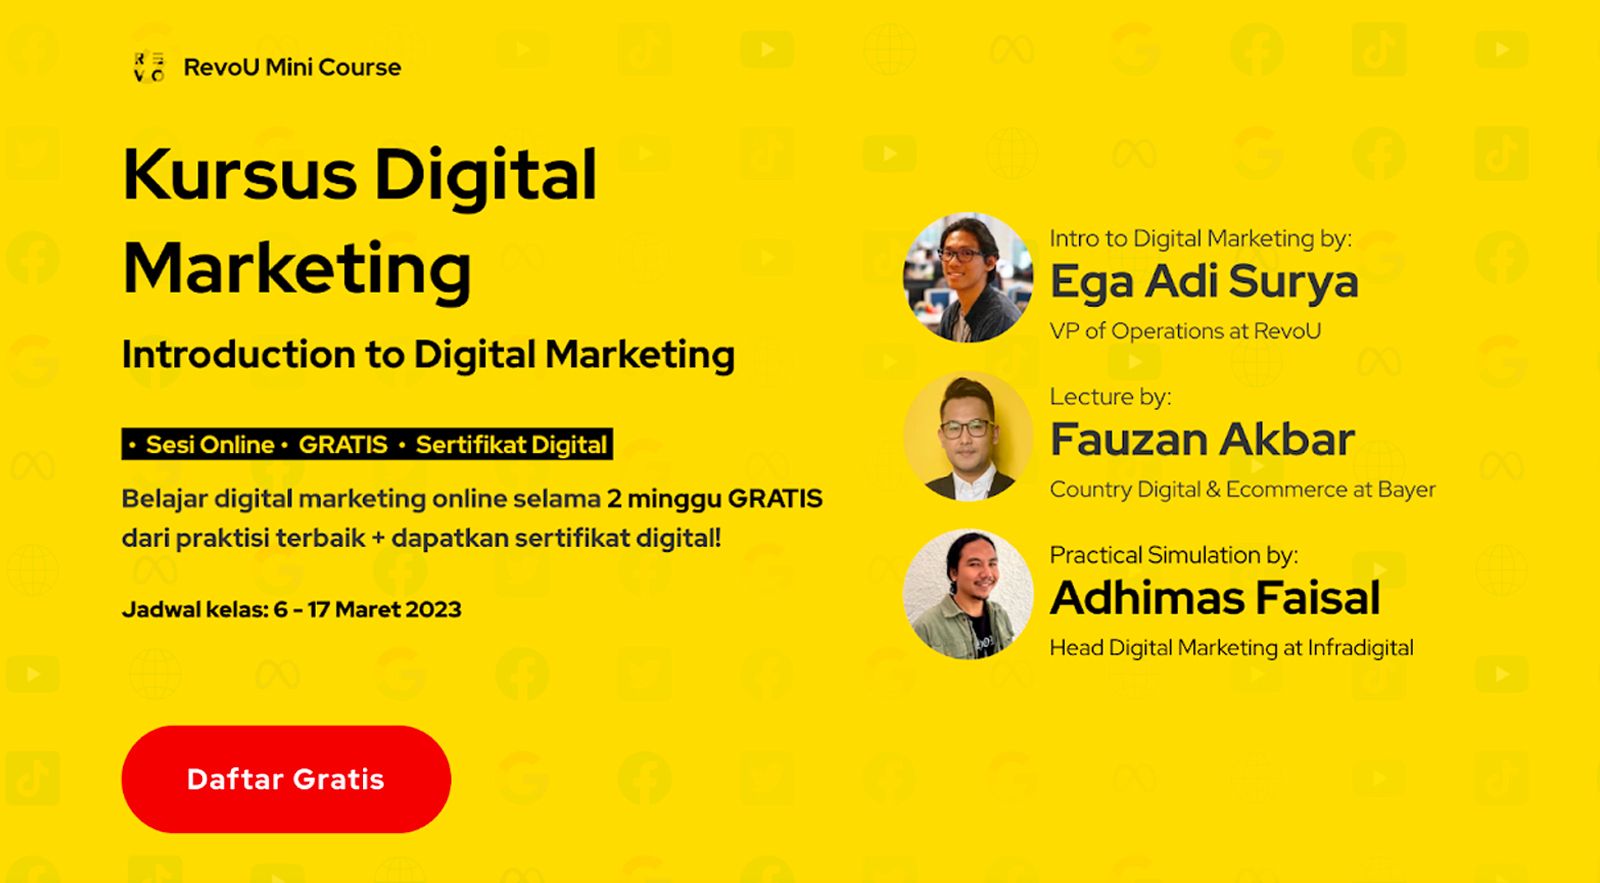 REVO
RevoU Mini Course
Kursus Digital
Marketing
Introduction to Digital Marketing
• Sesi Online • GRATIS • Sertifikat Digital
Belajar digital marketing online selama 2 minggu GRATIS
dari praktisi terbaik + dapatkan sertifikat digital!
Jadwal kelas: 6 - 17 Maret 2023
Daftar Gratis
Intro to Digital Marketing by:
Ega Adi Surya
VP of Operations at RevoU
Lecture by:
Fauzan Akbar
Country Digital & Ecommerce at Bayer
Practical Simulation by:
Adhimas Faisal
Head Digital Marketing at Infradigital